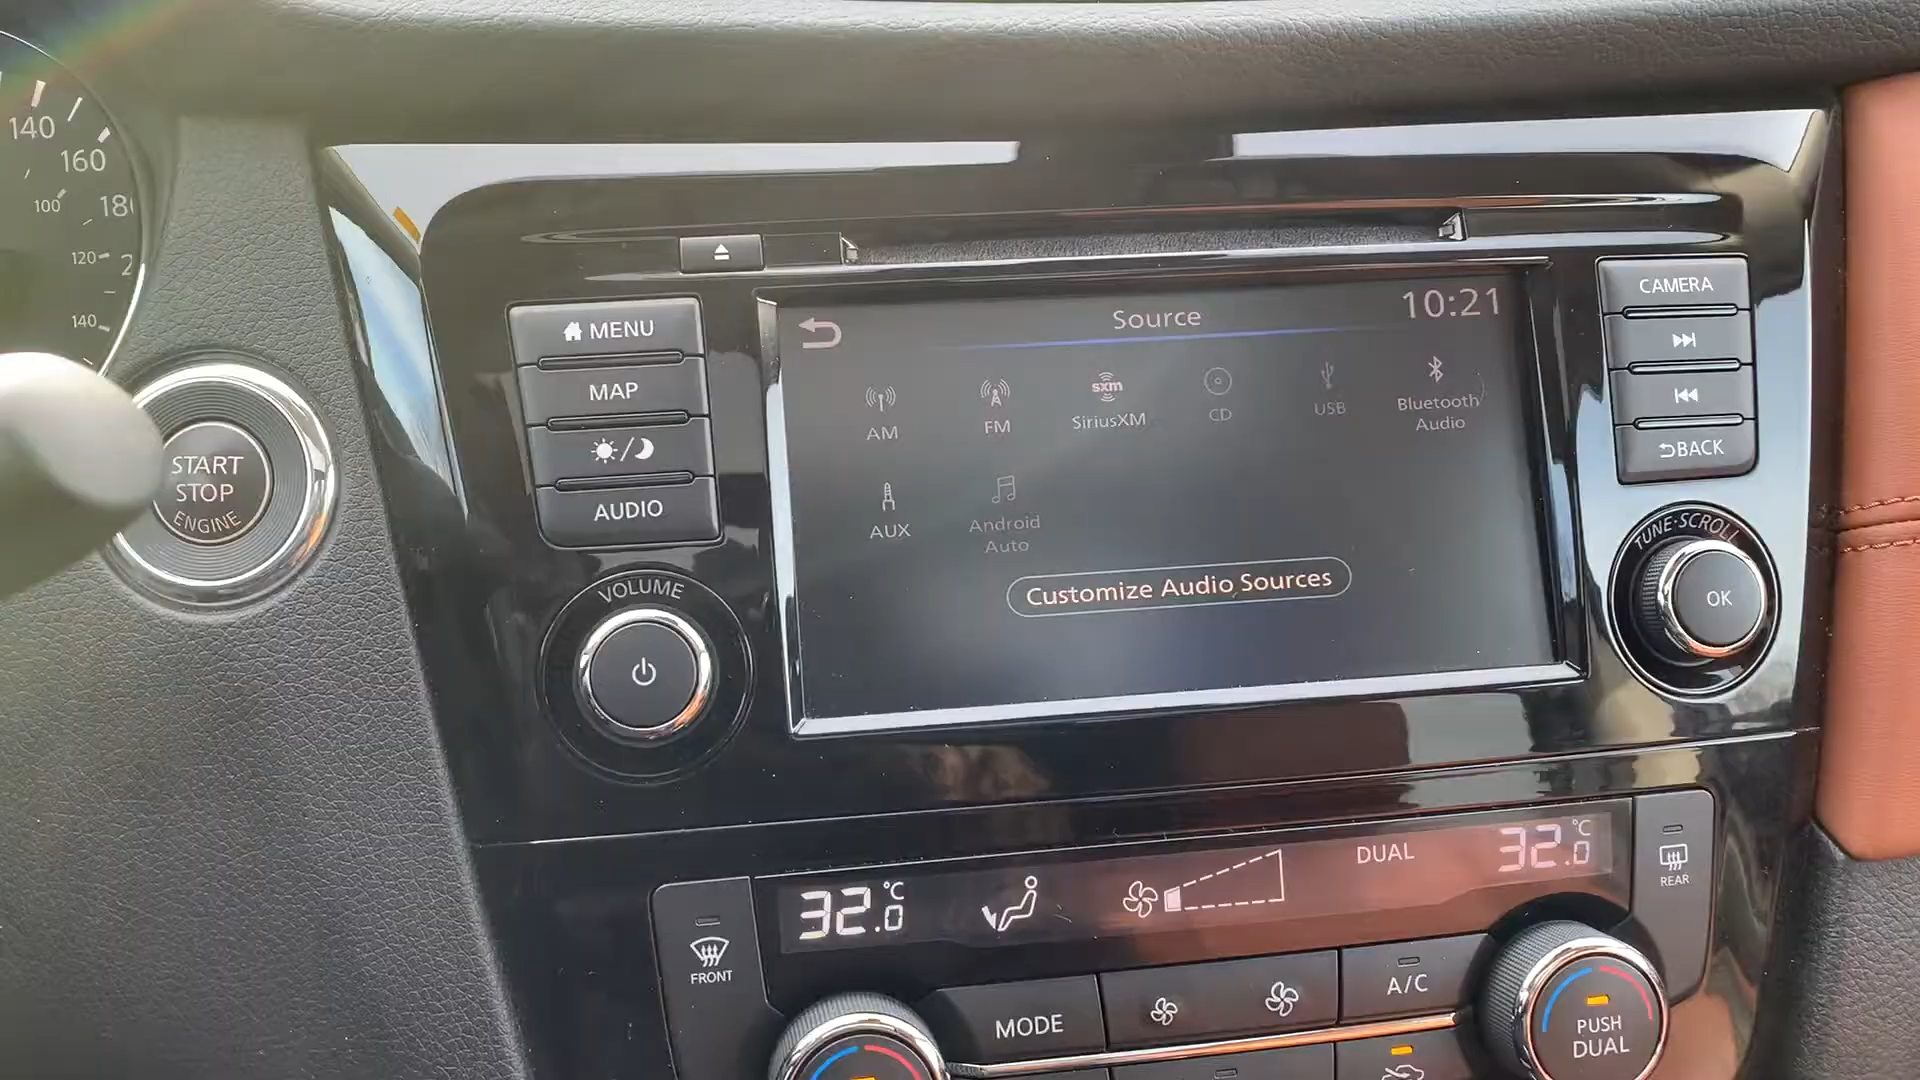 140
160
100
180
120
140
START
STOP
ENGINE
MENU
MAP
AUDIO
VOLUME
Source
10:21
AM
FM
sxm
SiriusXM
CD
USB
Bluetooth
Audio
AUX
Android
Auto
Customize Audio Sources
CAMERA
BACK
TUNE·SCROLL
OK
32.0 °C
DUAL
32.0 °C
FRONT
REAR
MODE
A/C
PUSH
DUAL